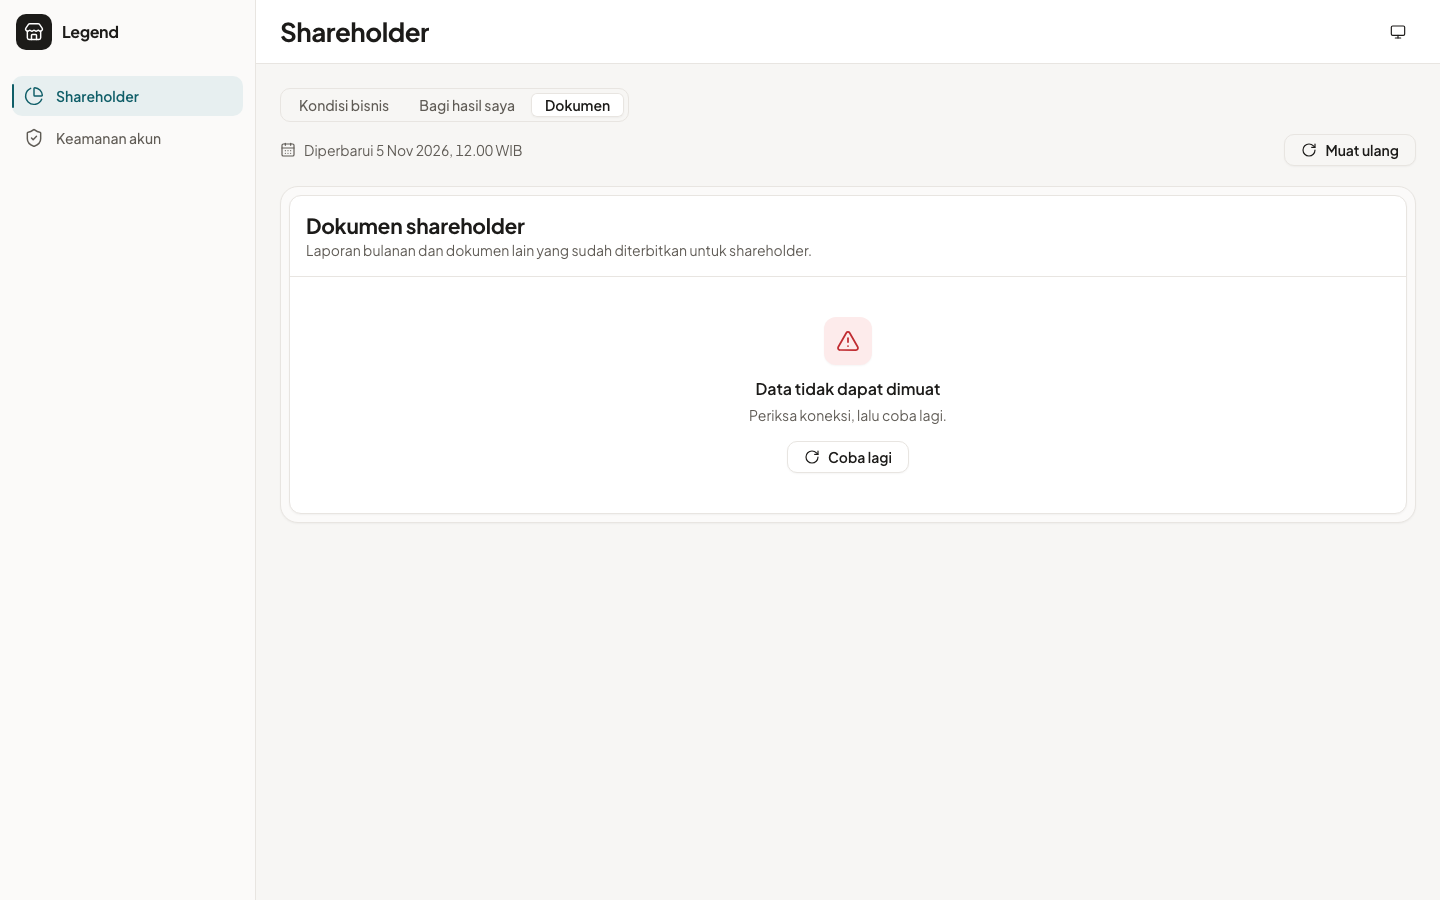 Legend
Shareholder
Keamanan akun
Shareholder
Kondisi bisnis
Bagi hasil saya
Dokumen
Diperbarui 5 Nov 2026, 12.00 WIB
Muat ulang
Dokumen shareholder
Laporan bulanan dan dokumen lain yang sudah diterbitkan untuk shareholder.
Data tidak dapat dimuat
Periksa koneksi, lalu coba lagi.
Coba lagi